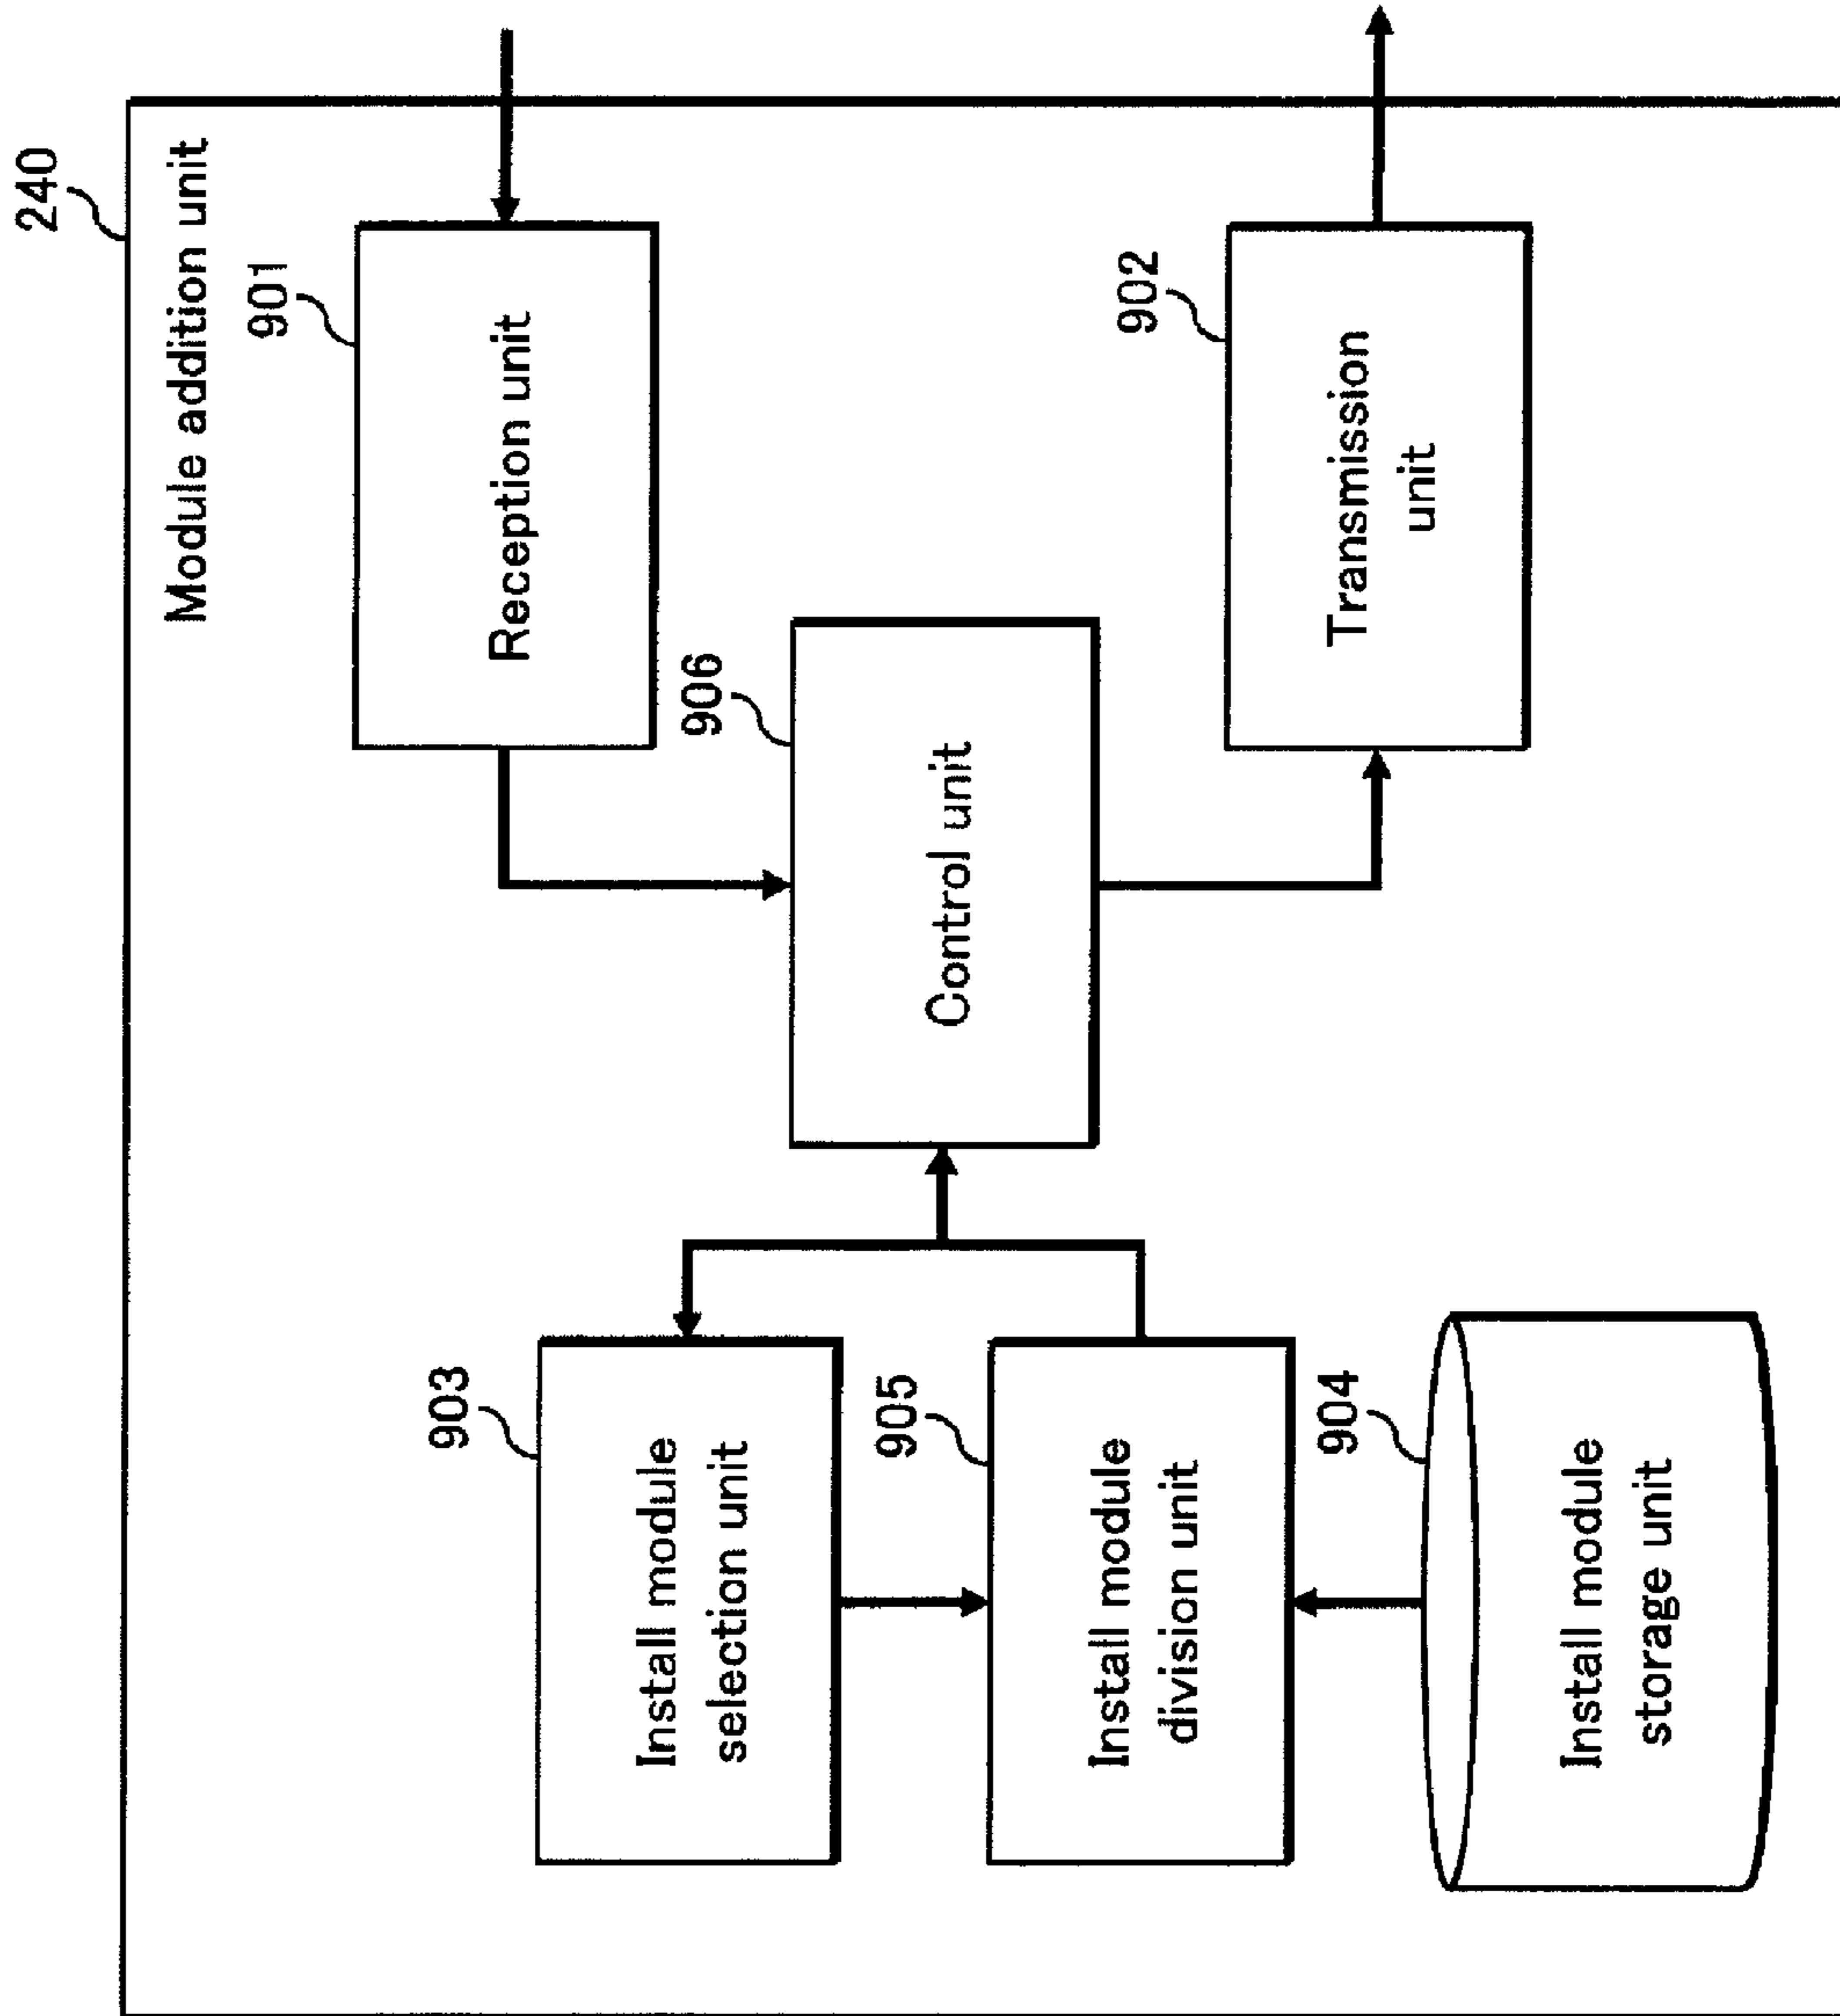 240
Module addition unit
901
Reception unit
902
Transmission
unit
906
Control unit
903
Install module
selection unit
905
Install module
division unit
904
Install module
storage unit